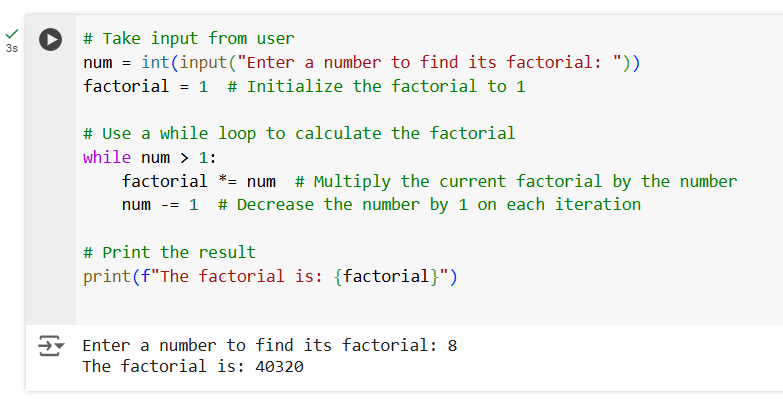 3s
# Take input from user
num = int(input("Enter a number to find its factorial: "))
factorial = 1  # Initialize the factorial to 1
# Use a while loop to calculate the factorial
while num > 1:
    factorial *= num  # Multiply the current factorial by the number
    num -= 1  # Decrease the number by 1 on each iteration
# Print the result
print(f"The factorial is: {factorial}")
Enter a number to find its factorial: 8
The factorial is: 40320